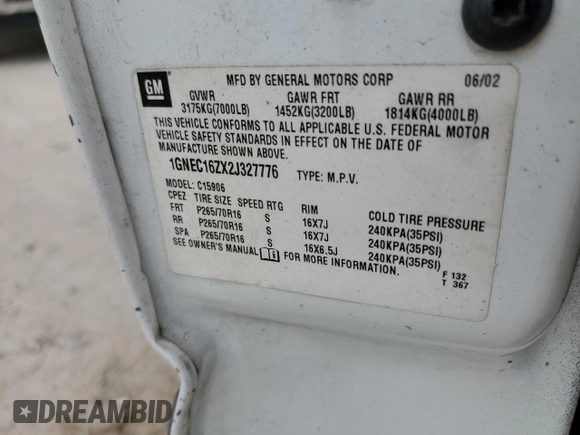 GM
MFD BY GENERAL MOTORS CORP 06/02
GVWR GAWR FRT GAWR RR
3175KG(7000LB) 1452KG(3200LB) 1814KG(4000LB)
THIS VEHICLE CONFORMS TO ALL APPLICABLE U.S. FEDERAL MOTOR
VEHICLE SAFETY STANDARDS IN EFFECT ON THE DATE OF
MANUFACTURE SHOWN ABOVE.
1GNEC16ZX2J327776 TYPE: M.P.V.
MODEL: C15906
CPEZ TIRE SIZE SPEED RTG RIM COLD TIRE PRESSURE
FRT P265/70R16 S 16X7J 240KPA(35PSI)
RR P265/70R16 S 16X7J 240KPA(35PSI)
SPA P265/70R16 S 16X6.5J 240KPA(35PSI)
SEE OWNER'S MANUAL FOR MORE INFORMATION.
F 132
T 367
DREAMBID